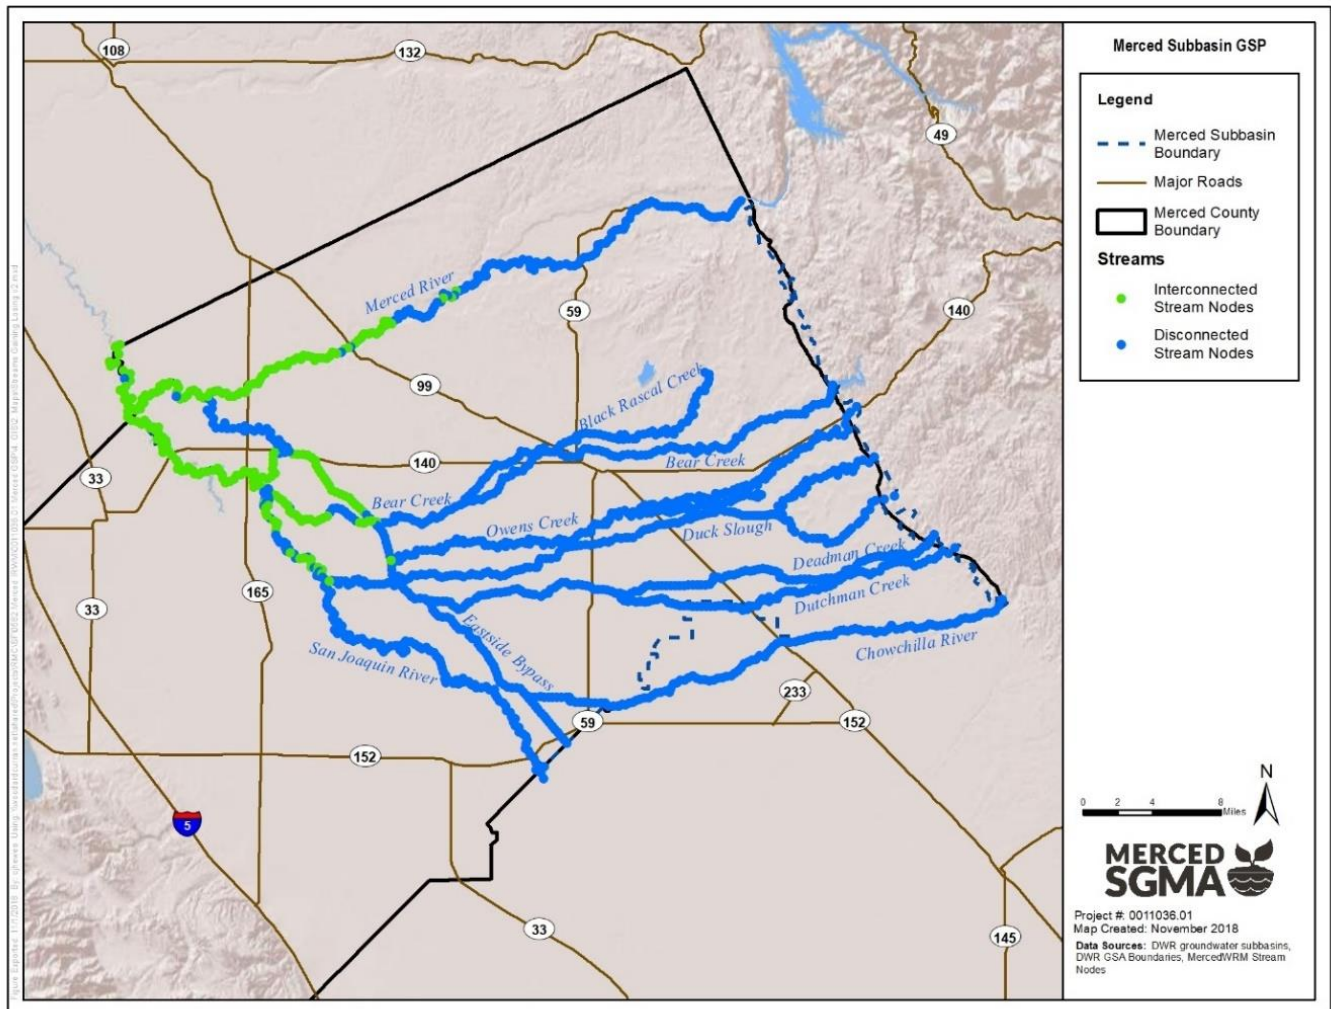 108
132
49
Merced River
59
140
99
Black Rascal Creek
33
140
Bear Creek
Bear Creek
Owens Creek
Duck Slough
Deadman Creek
Dutchman Creek
33
165
Eastside Bypass
San Joaquin River
Chowchilla River
233
59
152
152
5
33
145
Merced Subbasin GSP
Legend
Merced Subbasin
Boundary
Major Roads
Merced County
Boundary
Streams
Interconnected
Stream Nodes
Disconnected
Stream Nodes
N
0 2 4 8
Miles
MERCED
SGMA
Project #: 0011036.01
Map Created: November 2018
Data Sources: DWR groundwater subbasins,
DWR GSA Boundaries, MercedWRM Stream
Nodes